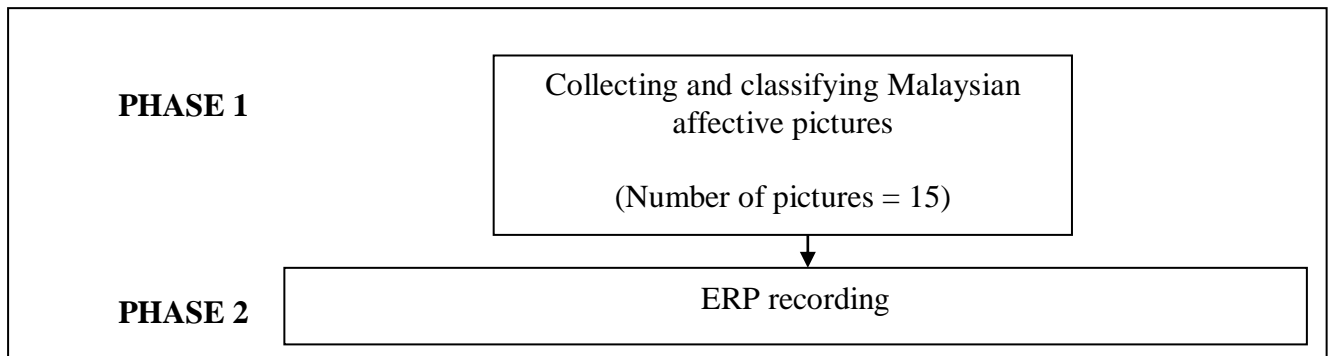 PHASE 1
Collecting and classifying Malaysian
affective pictures
(Number of pictures = 15)
PHASE 2
ERP recording